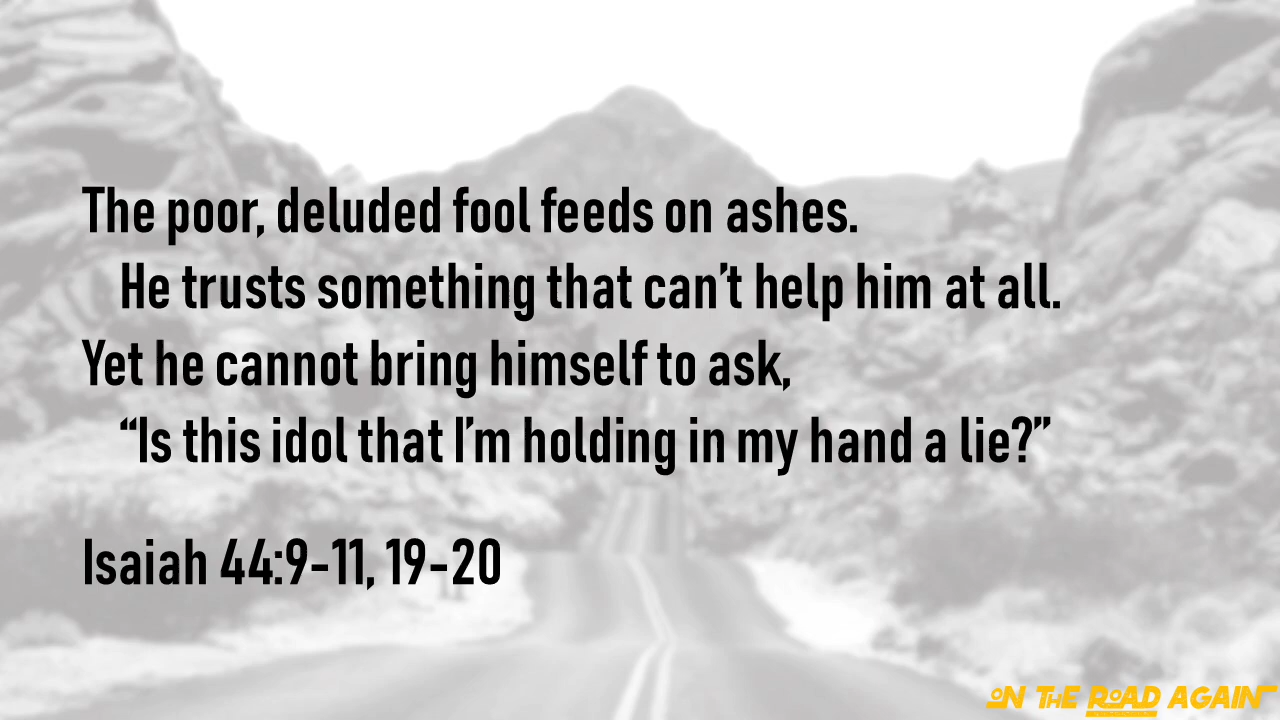 The poor, deluded fool feeds on ashes.
He trusts something that can’t help him at all.
Yet he cannot bring himself to ask,
“Is this idol that I’m holding in my hand a lie?”
Isaiah 44:9-11, 19-20
ON THE ROAD AGAIN